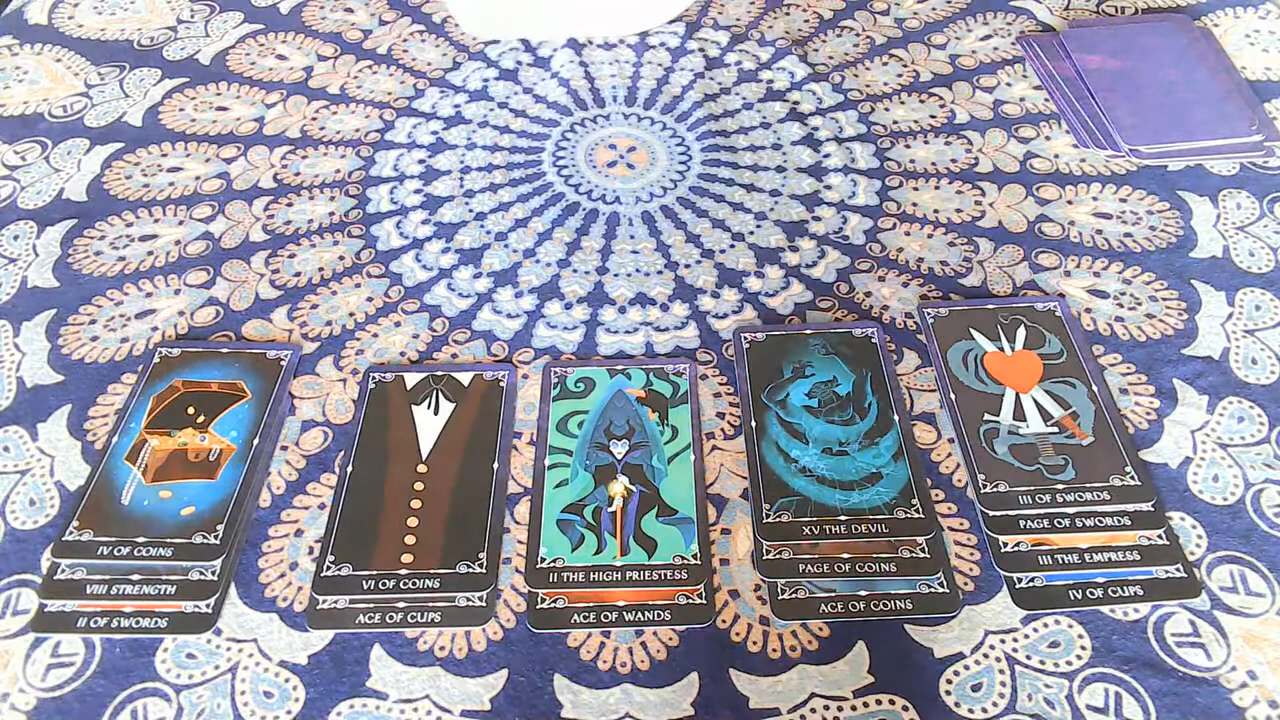 IV OF COINS
VIII STRENGTH
II OF SWORDS
VI OF COINS
ACE OF CUPS
II THE HIGH PRIESTESS
ACE OF WANDS
XV THE DEVIL
PAGE OF COINS
ACE OF COINS
III OF SWORDS
PAGE OF SWORDS
III THE EMPRESS
IV OF CUPS